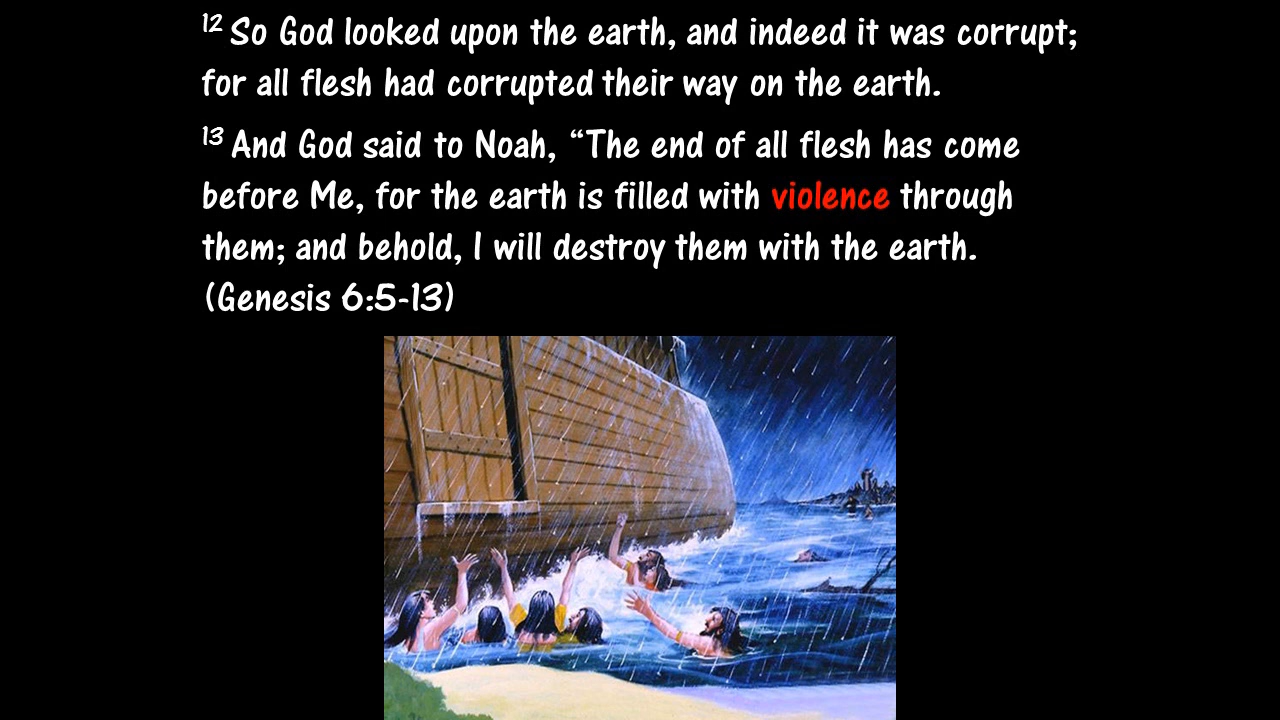 12 So God looked upon the earth, and indeed it was corrupt;
for all flesh had corrupted their way on the earth.
13 And God said to Noah, “The end of all flesh has come
before Me, for the earth is filled with violence through
them; and behold, I will destroy them with the earth.
(Genesis 6:5-13)